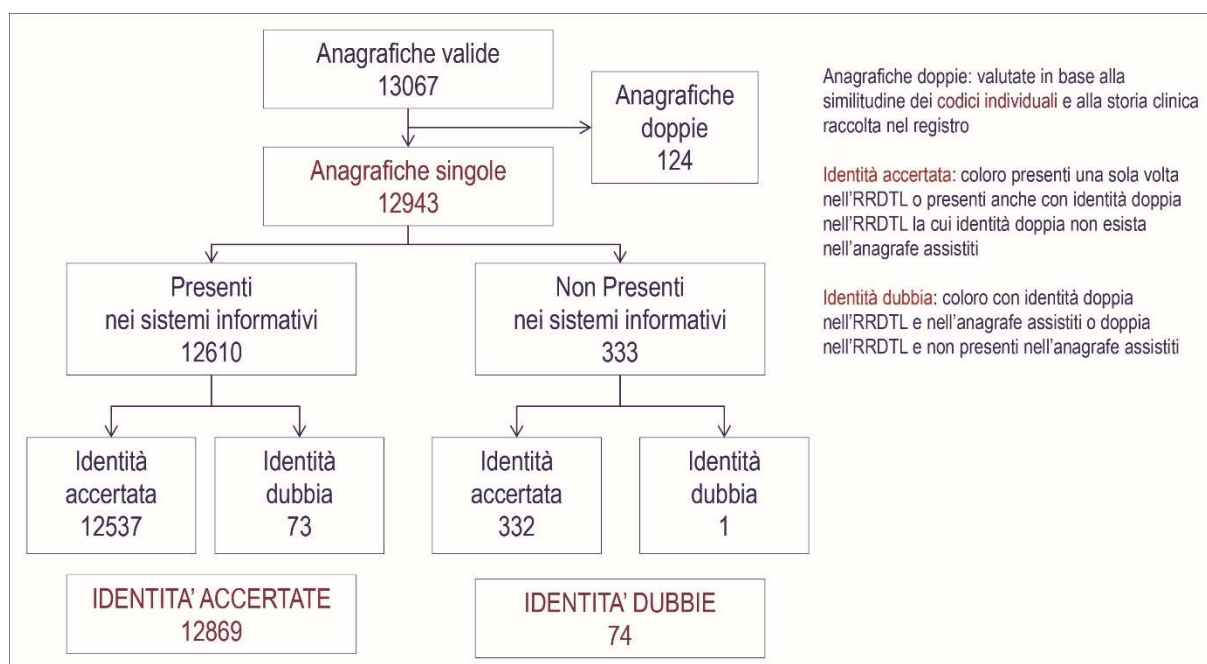 Anagrafiche valide
13067
Anagrafiche
doppie
124
Anagrafiche singole
12943
Presenti
nei sistemi informativi
12610
Non Presenti
nei sistemi informativi
333
Identità
accertata
12537
Identità
dubbia
73
Identità
accertata
332
Identità
dubbia
1
IDENTITA' ACCERTATE
12869
IDENTITA' DUBBIE
74
Anagrafiche doppie: valutate in base alla
similitudine dei codici individuali e alla storia clinica
raccolta nel registro
Identità accertata: coloro presenti una sola volta
nell'RRDTL o presenti anche con identità doppia
nell'RRDTL la cui identità doppia non esista
nell'anagrafe assistiti
Identità dubbia: coloro con identità doppia
nell'RRDTL e nell'anagrafe assistiti o doppia
nell'RRDTL e non presenti nell'anagrafe assistiti